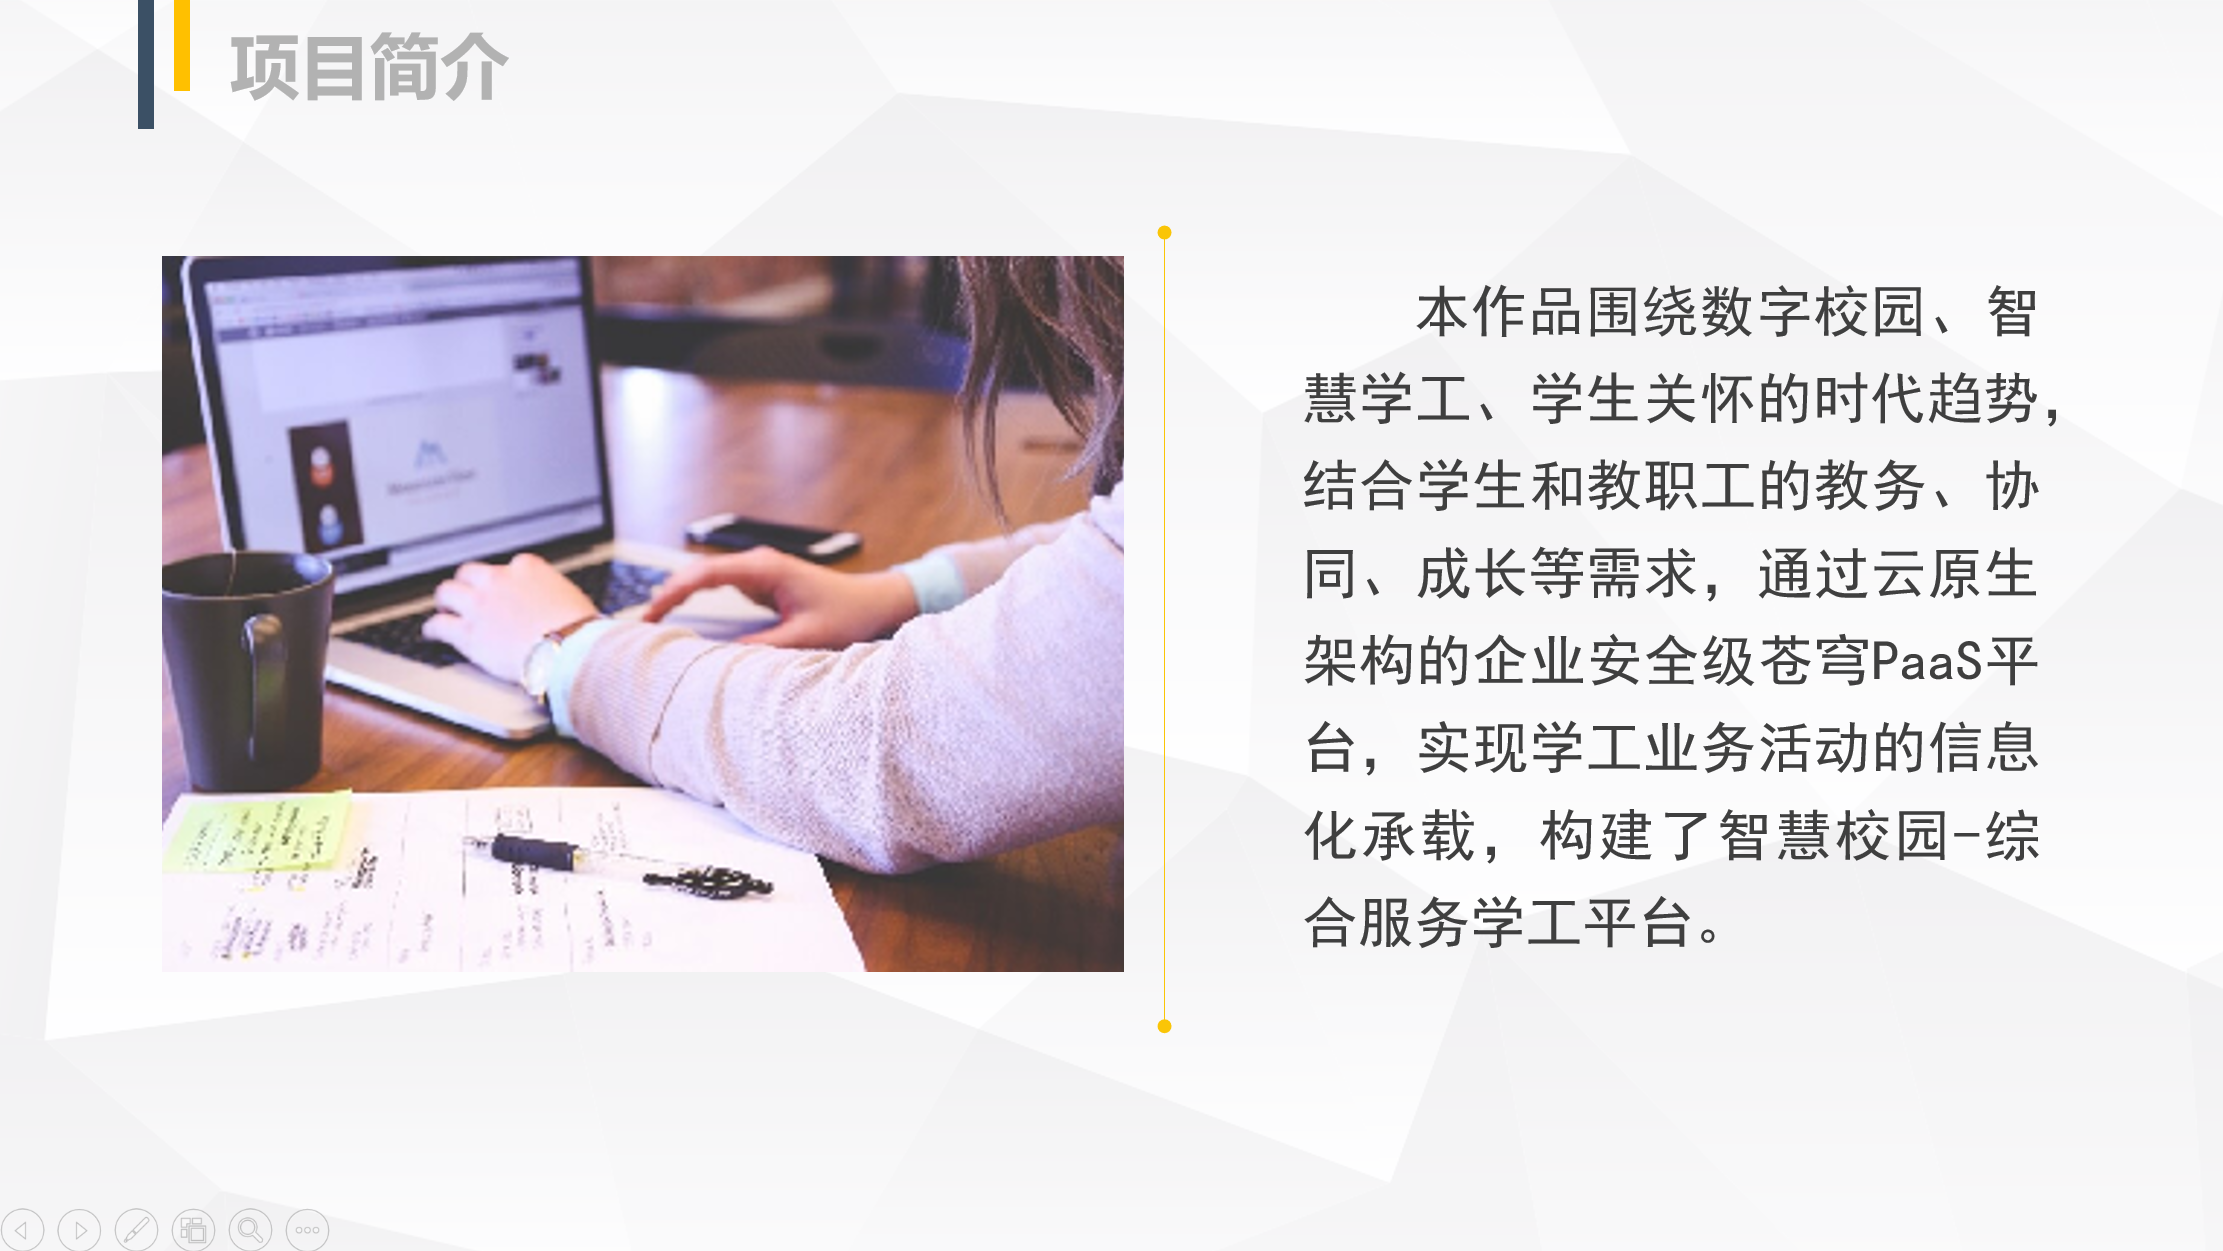 项目简介
本作品围绕数字校园、智
慧学工、学生关怀的时代趋势，
结合学生和教职工的教务、协
同、成长等需求，通过云原生
架构的企业安全级苍穹PaaS平
台，实现学工业务活动的信息
化承载，构建了智慧校园-综
合服务学工平台。